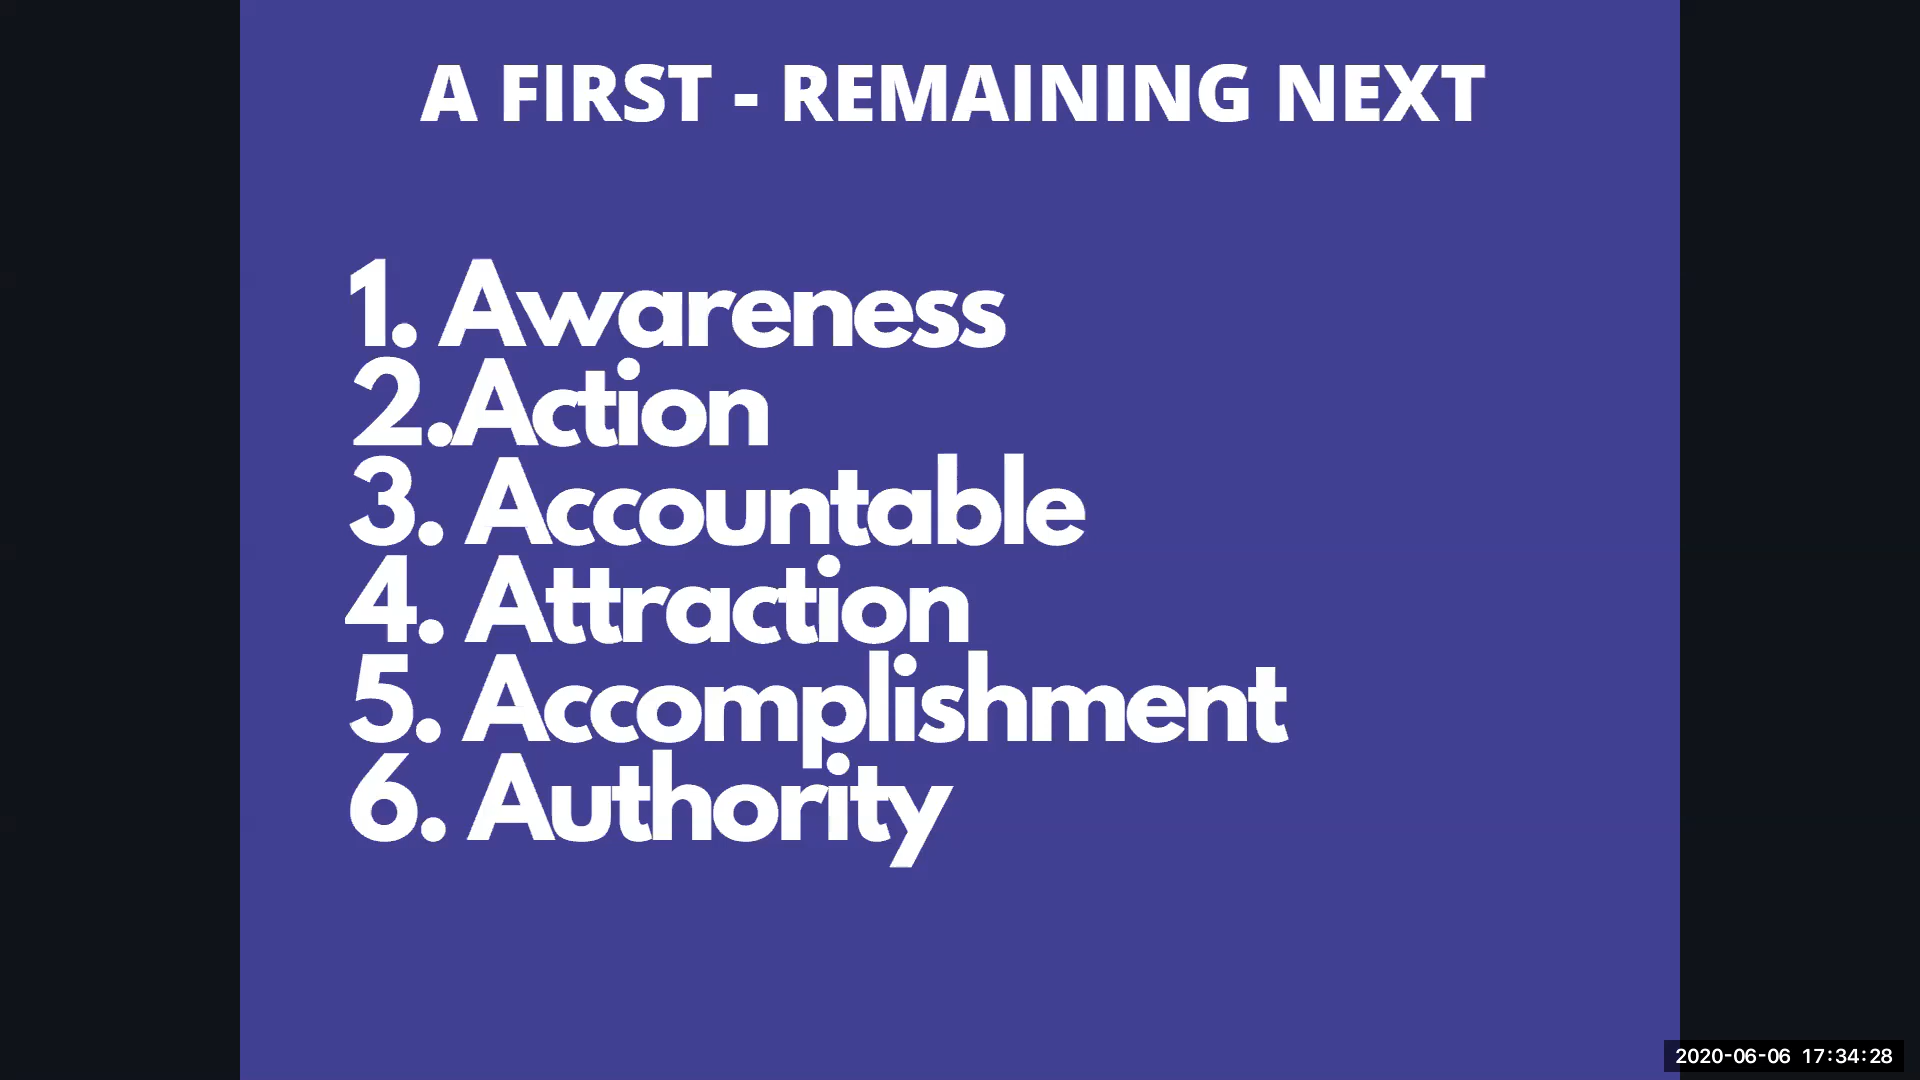 A FIRST - REMAINING NEXT
1. Awareness
2.Action
3. Accountable
4. Attraction
5. Accomplishment
6. Authority
2020-06-06 17:34:28